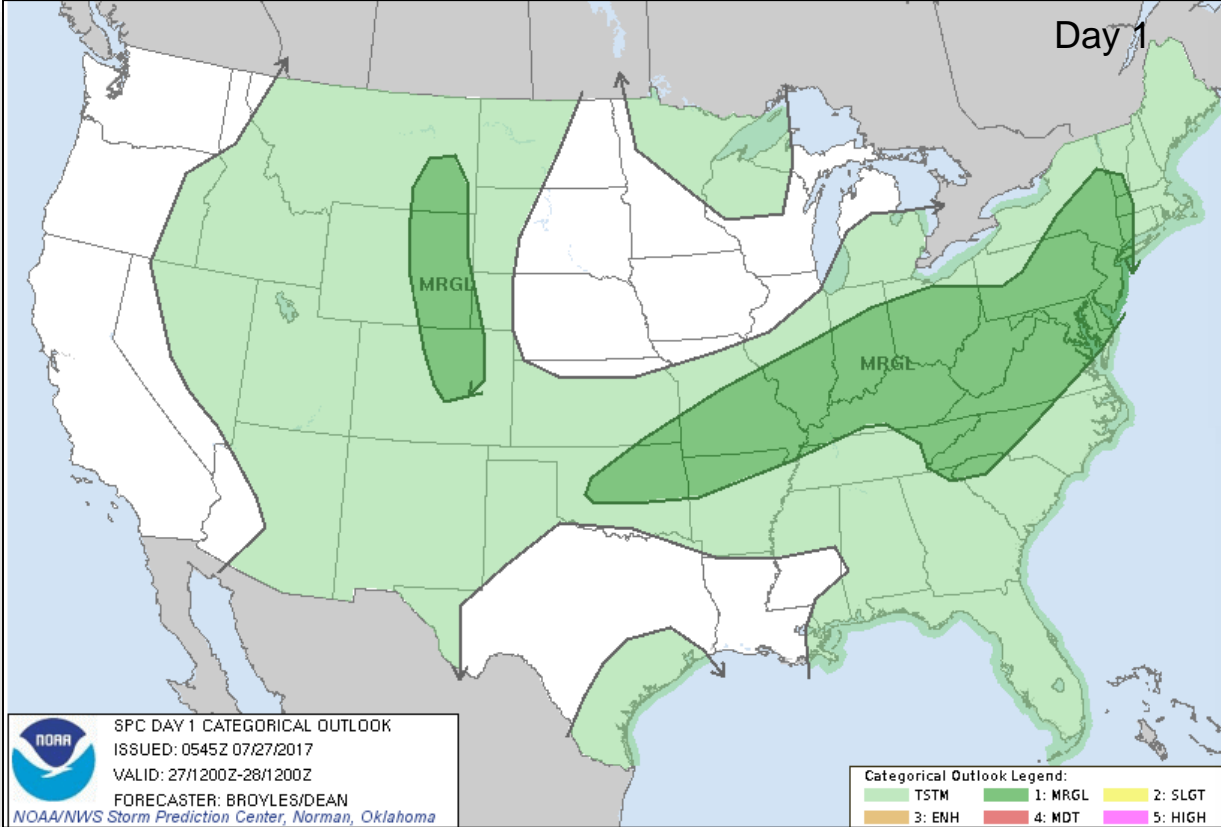 Day 1
MRGL
MRGL
NOAA
SPC DAY 1 CATEGORICAL OUTLOOK
ISSUED: 0545Z 07/27/2017
VALID: 27/1200Z-28/1200Z
FORECASTER: BROYLES/DEAN
NOAA/NWS Storm Prediction Center, Norman, Oklahoma
Categorical Outlook Legend:
TSTM 1: MRGL 2: SLGT
3: ENH 4: MDT 5: HIGH